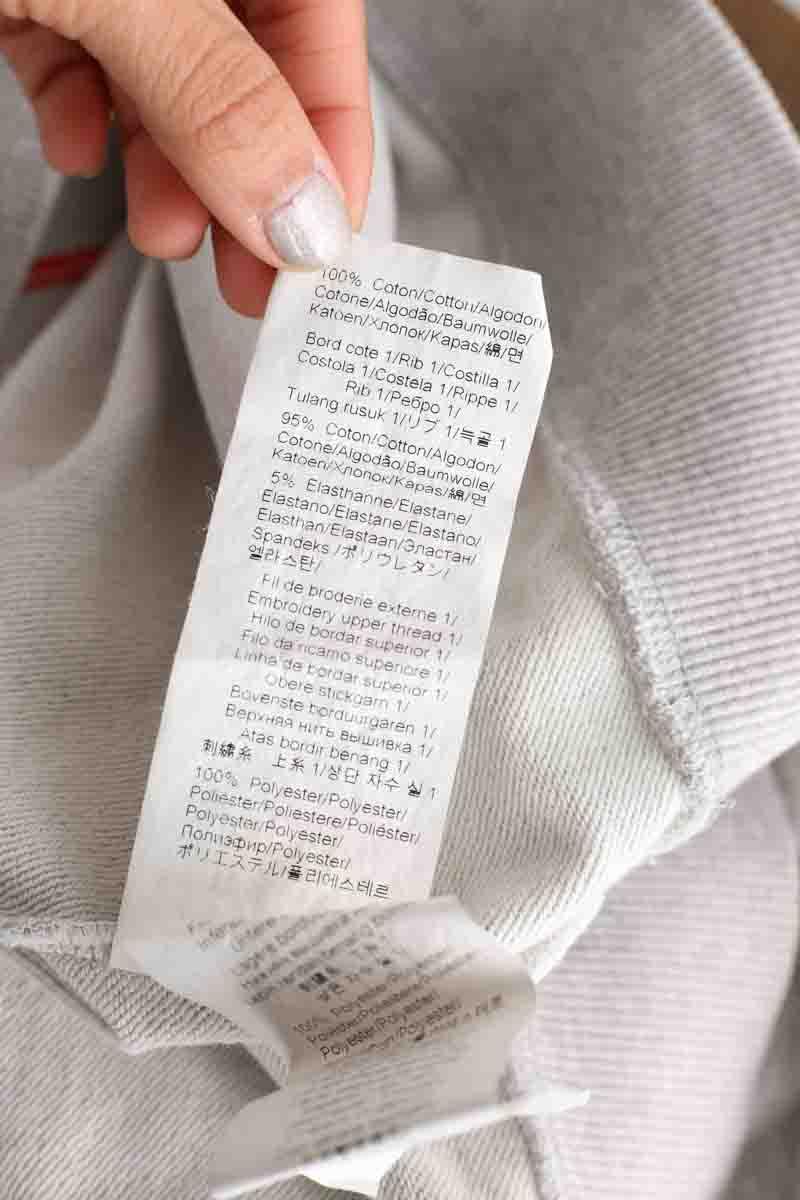 100% Coton/Cotton/Algodon/
Cotone/Algodão/Baumwolle/
Katoen/Хлопок/Kapas/綿/면
Bord cote 1/Rib 1/Costilla 1/
Costola 1/Costela 1/Rippe 1/
Rib 1/Ребро 1/
Tulang rusuk 1/リブ 1/늑골 1
95% Coton/Cotton/Algodon/
Cotone/Algodão/Baumwolle/
Katoen/Хлопок/Kapas/綿/면
5% Elasthanne/Elastane/
Elastano/Elastane/Elastano/
Elasthan/Elastaan/Эластан/
Spandeks /ポリウレタン/
엘라스탄/
Fil de broderie externe 1/
Embroidery upper thread 1/
Hilo de bordar superior 1/
Filo da ricamo superiore 1/
Linha de bordar superior 1/
Obere stickgarn 1/
Bovenste borduurgaren 1/
Верхняя нить вышивка 1/
Atas bordir benang 1/
刺繍糸 上糸 1/상단 자수 실 1
100% Polyester/Polyester/
Poliéster/Poliestere/Poliéster/
Polyester/Polyester/
Полиэфир/Polyester/
ポリエステル/폴리에스테르
100% Polyester/Polyester/
Poliéster/Poliestere/Poliéster/
Polyester/Polyester/